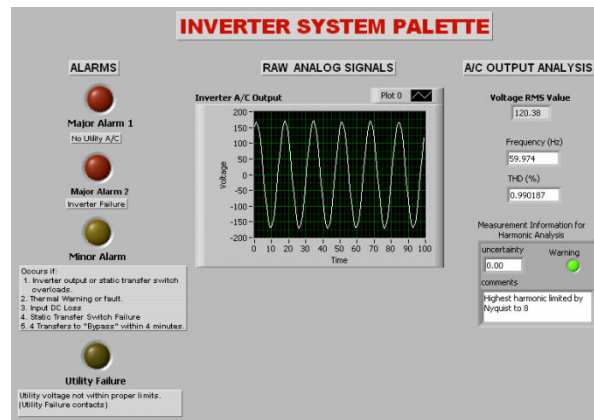 INVERTER SYSTEM PALETTE
ALARMS
Major Alarm 1
No Utility A/C
Major Alarm 2
Inverter Failure
Minor Alarm
Occurs if:
1. Inverter output or static transfer switch
overloads.
2. Thermal Warning or fault.
3. Input DC Loss
4. Static Transfer Switch Failure
5. 4 Transfers to "Bypass" within 4 minutes.
Utility Failure
Utility voltage not within proper limits.
(Utility Failure contacts)
RAW ANALOG SIGNALS
Inverter A/C Output
Plot 0
Voltage
200
150
100
50
0
-50
-100
-150
-200
0 10 20 30 40 50 60 70 80 90 100
Time
A/C OUTPUT ANALYSIS
Voltage RMS Value
120.38
Frequency (Hz)
59.974
THD (%)
0.990187
Measurement Information for
Harmonic Analysis
uncertainty
0.00
Warning
comments
Highest harmonic limited by
Nyquist to 8